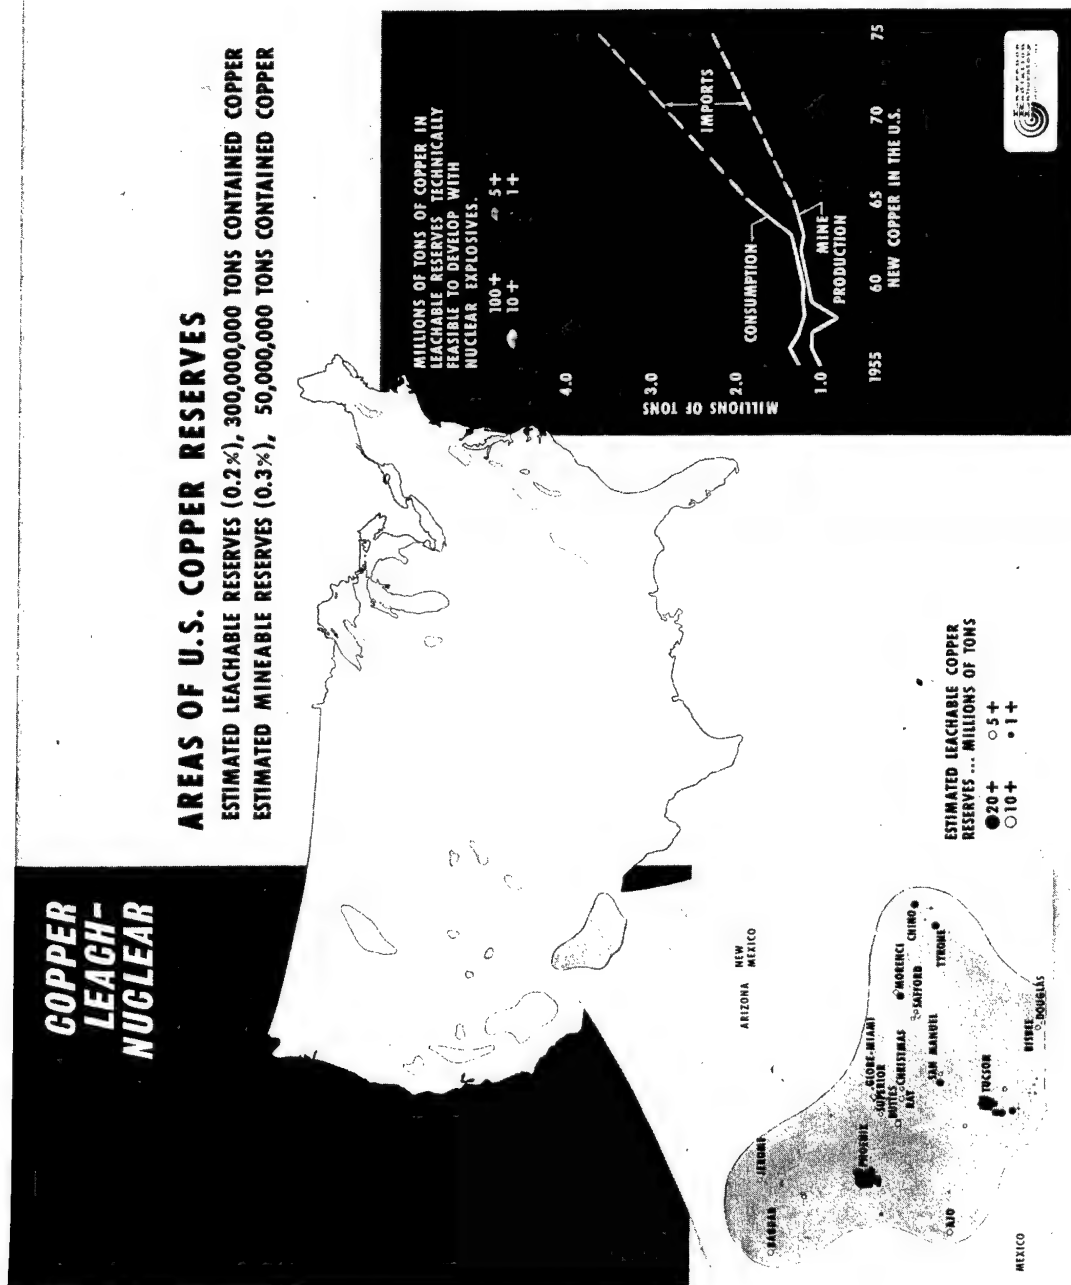 COPPER
LEACH-
NUCLEAR
AREAS OF U.S. COPPER RESERVES
ESTIMATED LEACHABLE RESERVES (0.2%), 300,000,000 TONS CONTAINED COPPER
ESTIMATED MINEABLE RESERVES (0.3%), 50,000,000 TONS CONTAINED COPPER
MILLIONS OF TONS OF COPPER IN
LEACHABLE RESERVES TECHNICALLY
FEASIBLE TO DEVELOP WITH
NUCLEAR EXPLOSIVES.
100+ 5+
10+ 1+
MILLIONS OF TONS
4.0
3.0
2.0
1.0
CONSUMPTION
IMPORTS
MINE
PRODUCTION
1955 60 65 70 75
NEW COPPER IN THE U.S.
Lawrence
Radiation
Laboratory
ARIZONA
NEW
MEXICO
BAGDAD
JEROME
PHOENIX
GLOBE-MIAMI
SUPERIOR
BUTTES
CHRISTMAS
RAY
MORENCI
SAFFORD
CHINO
TYRONE
SAN MANUEL
AJO
TUCSON
BISBEE
DOUGLAS
MEXICO
ESTIMATED LEACHABLE COPPER
RESERVES ... MILLIONS OF TONS
20+ 5+
10+ 1+